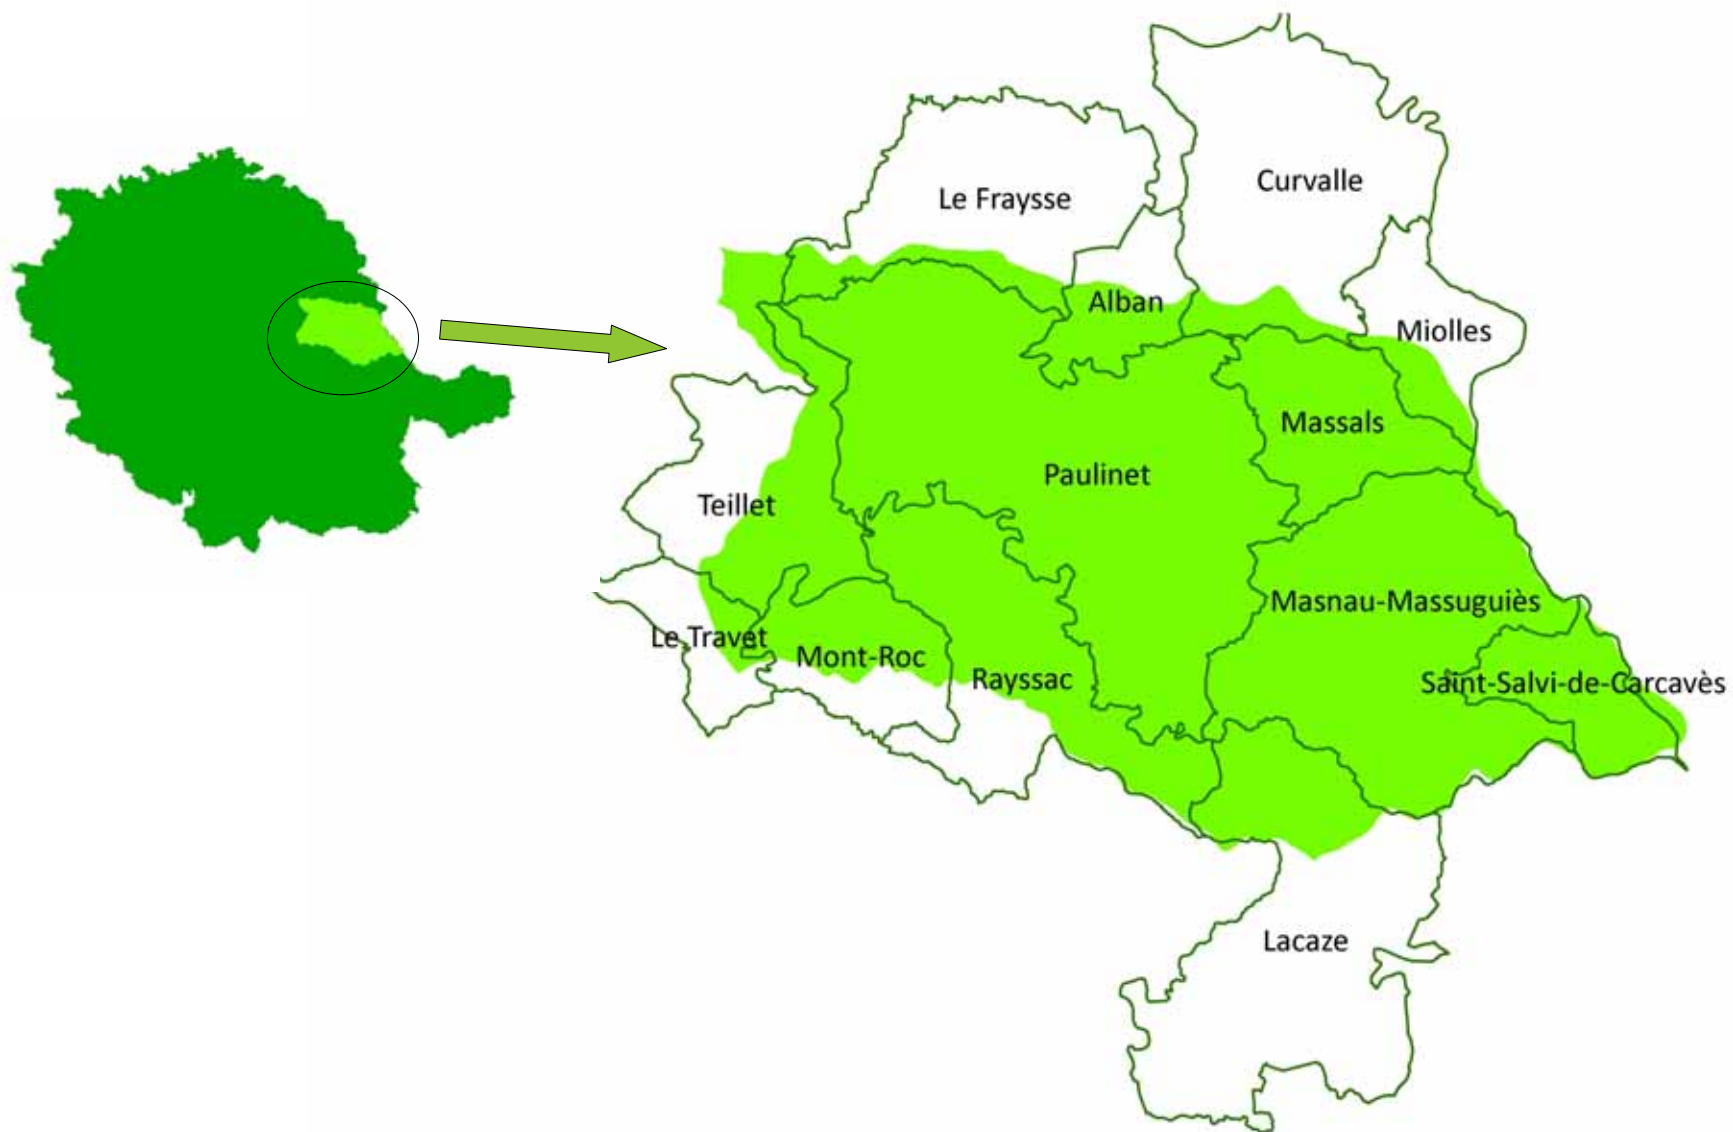 Curvalle
Le Fraysse
Alban
Miolles
Massals
Paulinet
Teillet
Masnau-Massuguiès
Le Travet
Mont-Roc
Rayssac
Saint-Salvi-de-Carcavès
Lacaze